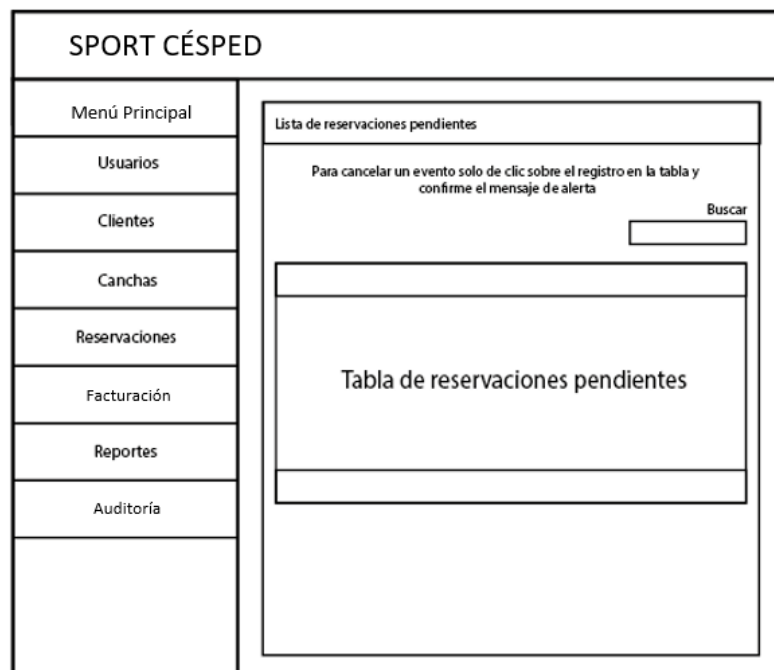 SPORT CÉSPED
Menú Principal
Usuarios
Clientes
Canchas
Reservaciones
Facturación
Reportes
Auditoría
Lista de reservaciones pendientes
Para cancelar un evento solo de clic sobre el registro en la tabla y
confirme el mensaje de alerta
Buscar
Tabla de reservaciones pendientes